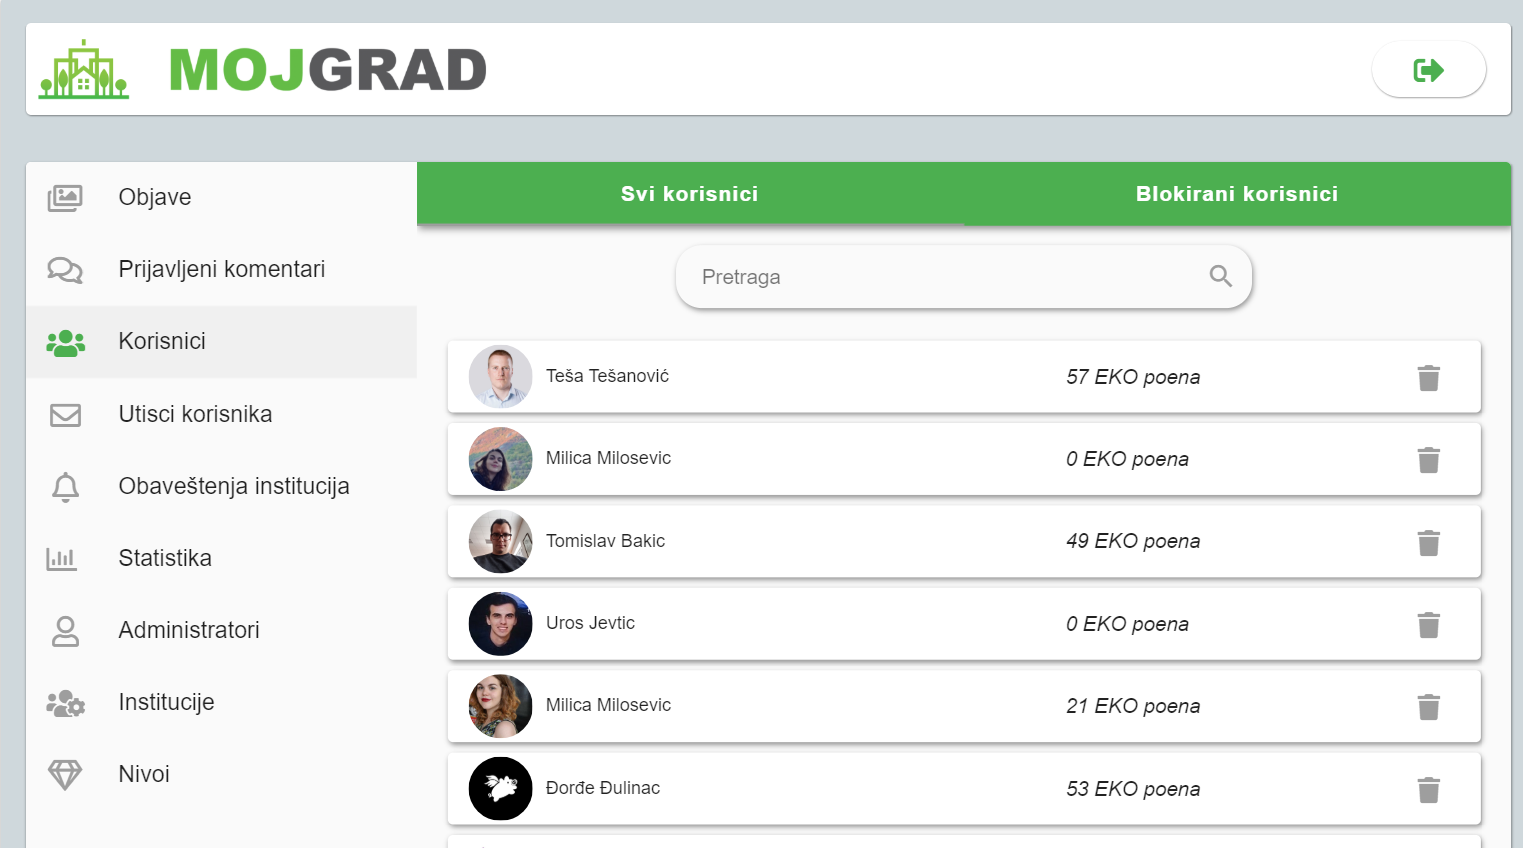 MOJGRAD
Objave
Prijavljeni komentari
Korisnici
Utisci korisnika
Obaveštenja institucija
Statistika
Administratori
Institucije
Nivoi
Svi korisnici
Blokirani korisnici
Pretraga
Teša Tešanović 57 EKO poena
Milica Milosevic 0 EKO poena
Tomislav Bakic 49 EKO poena
Uros Jevtic 0 EKO poena
Milica Milosevic 21 EKO poena
Đorđe Đulinac 53 EKO poena